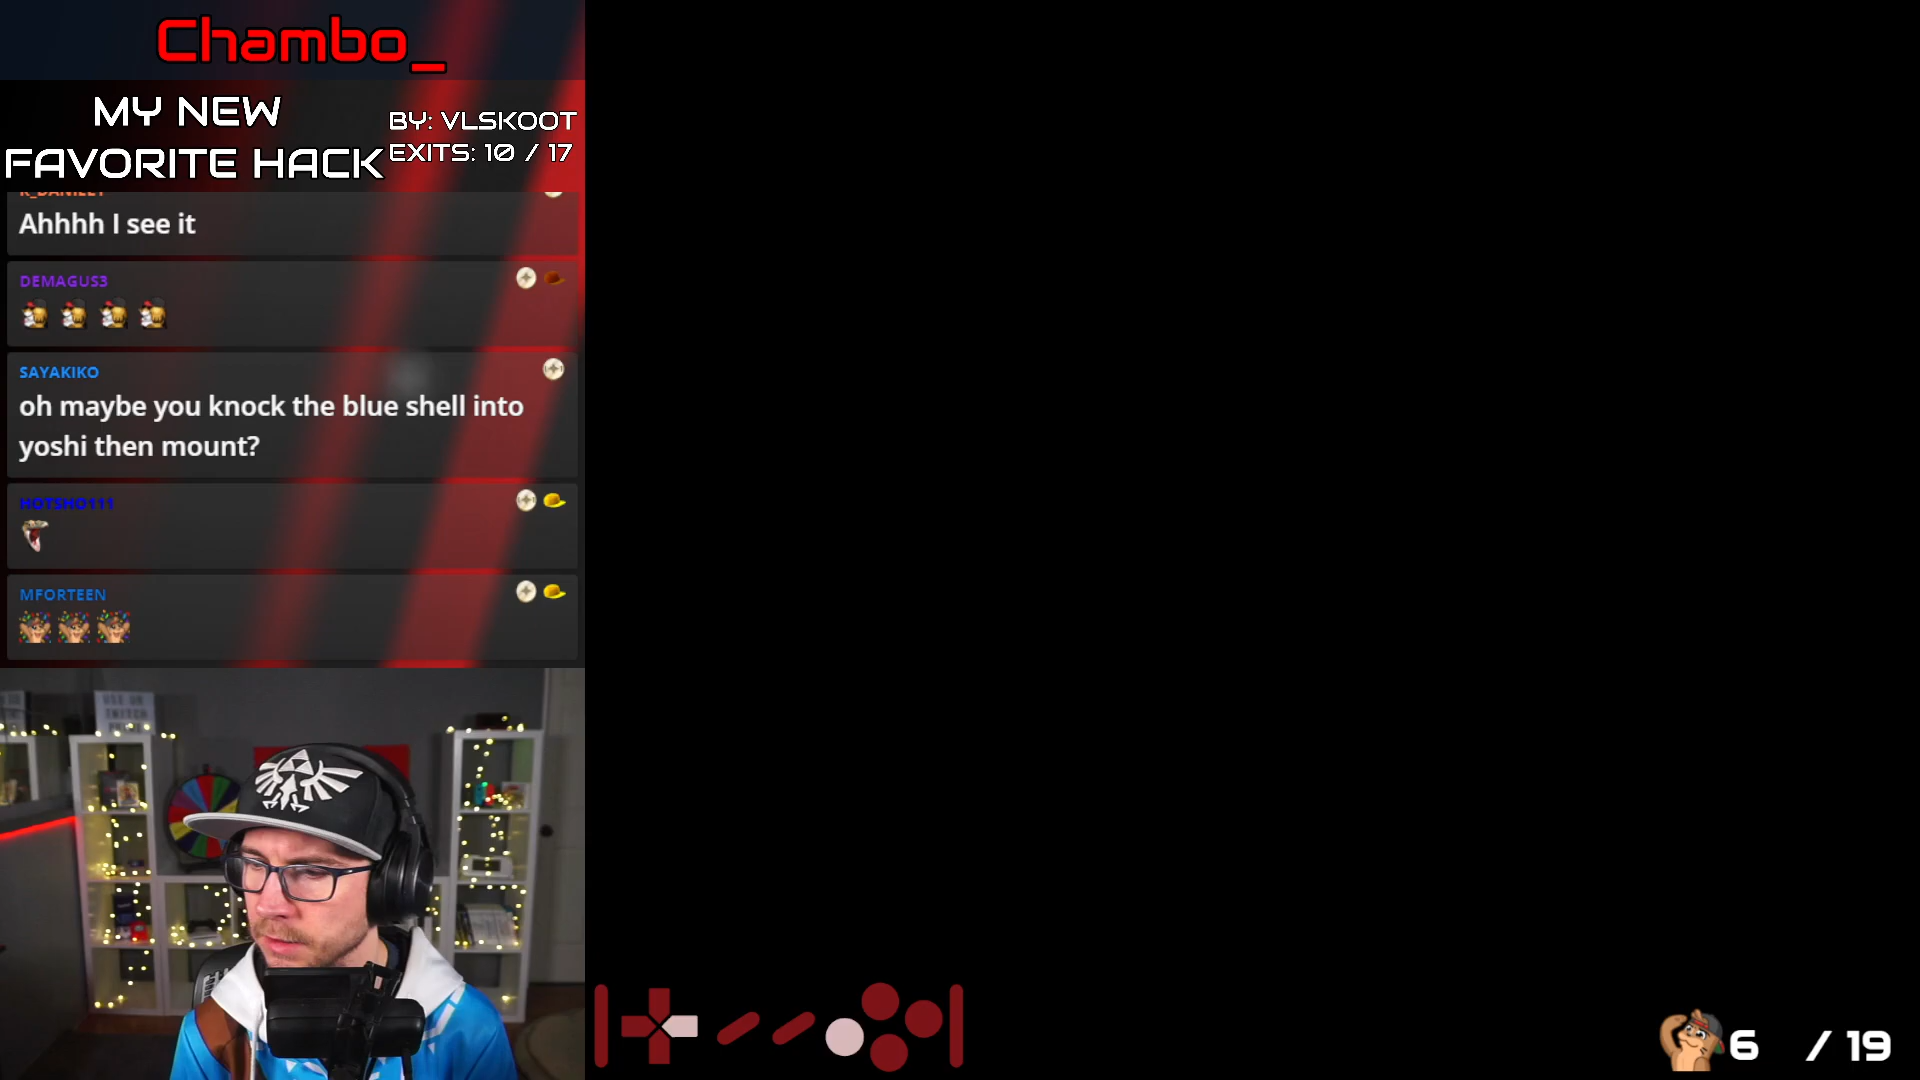 Chambo_
MY NEW
FAVORITE HACK
BY: VLSKOOT
EXITS: 10 / 17
Ahhhh I see it
DEMAGUS3
SAYAKIKO
oh maybe you knock the blue shell into
yoshi then mount?
HOTSHO111
MFORTEEN
6 / 19